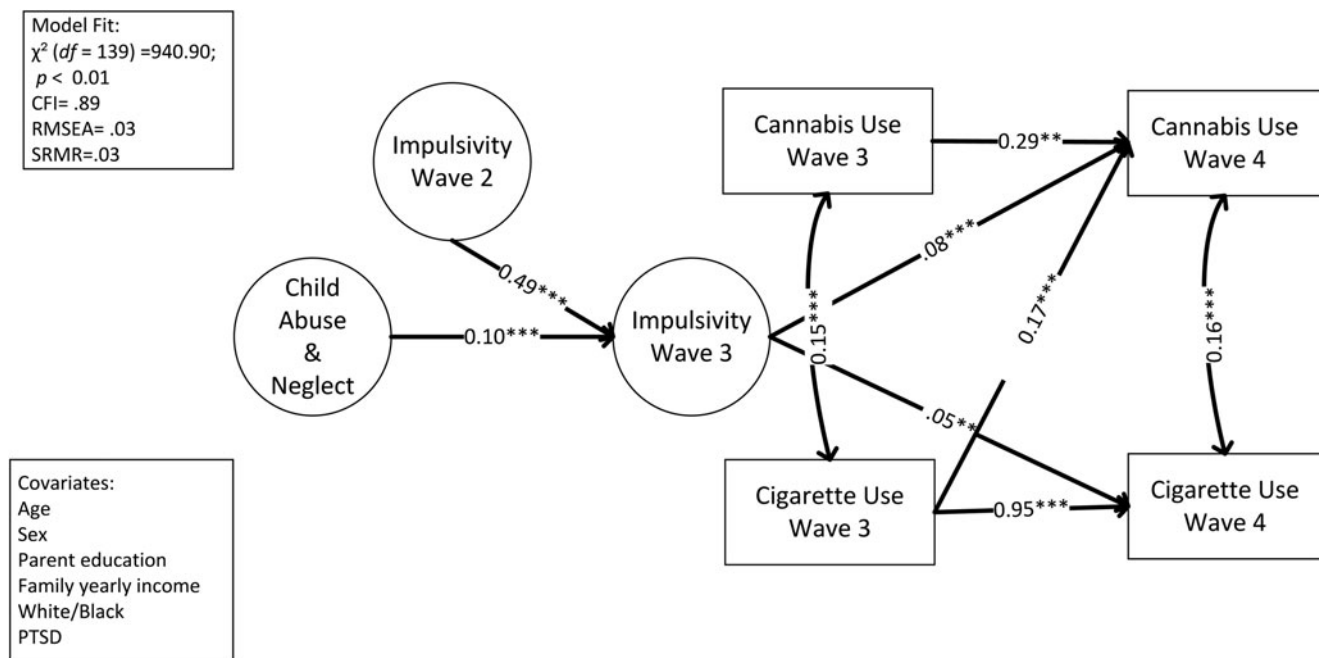 Model Fit:
χ² (df = 139) =940.90;
p < 0.01
CFI= .89
RMSEA= .03
SRMR=.03
Impulsivity
Wave 2
Cannabis Use
Wave 3
0.29**
Cannabis Use
Wave 4
0.49***
.08***
Child
Abuse
&
Neglect
0.10***
Impulsivity
Wave 3
0.15***
0.17***
0.16***
.05**
Cigarette Use
Wave 3
0.95***
Cigarette Use
Wave 4
Covariates:
Age
Sex
Parent education
Family yearly income
White/Black
PTSD